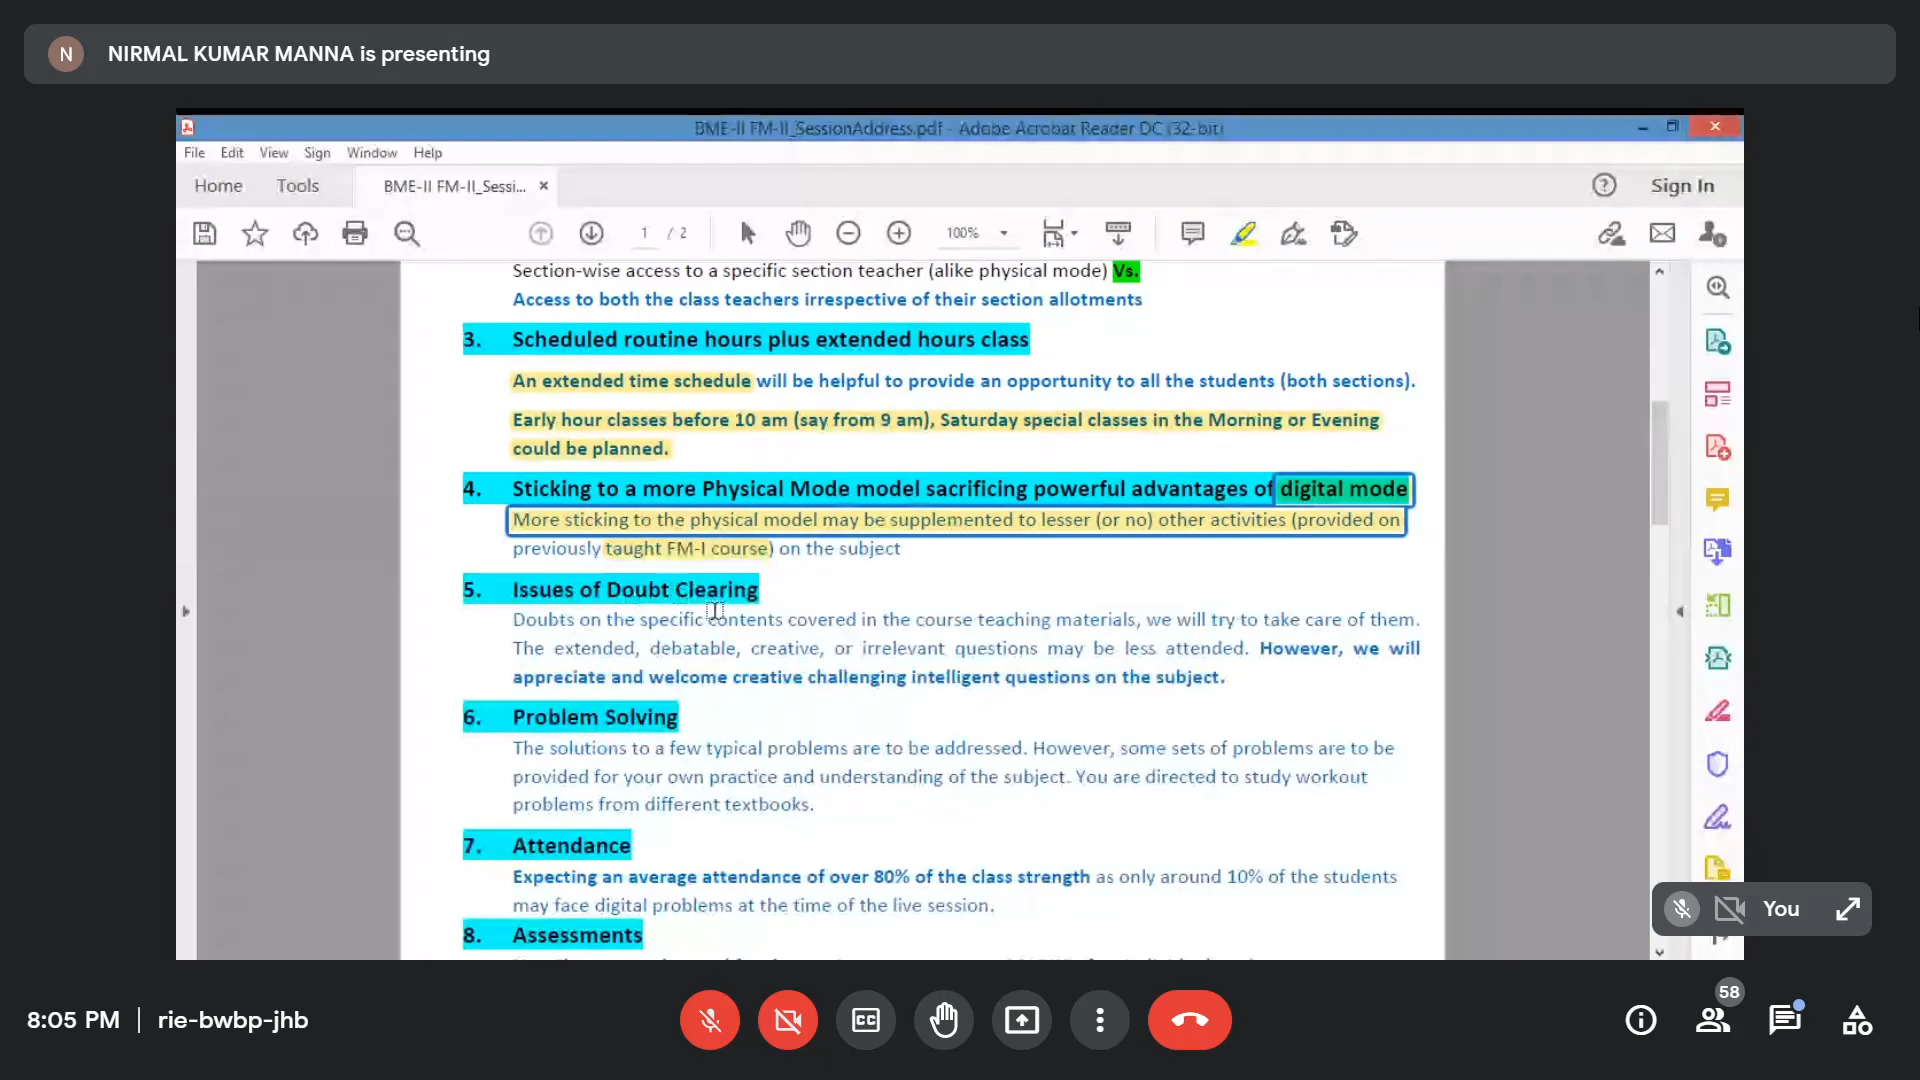 N NIRMAL KUMAR MANNA is presenting
BME-II FM-II_SessionAddress.pdf - Adobe Acrobat Reader DC (32-bit)
File Edit View Sign Window Help
Home Tools BME-II FM-II_Sessi... × Sign In
1 / 2 100%
Section-wise access to a specific section teacher (alike physical mode) Vs.
Access to both the class teachers irrespective of their section allotments
3. Scheduled routine hours plus extended hours class
An extended time schedule will be helpful to provide an opportunity to all the students (both sections).
Early hour classes before 10 am (say from 9 am), Saturday special classes in the Morning or Evening
could be planned.
4. Sticking to a more Physical Mode model sacrificing powerful advantages of digital mode
More sticking to the physical model may be supplemented to lesser (or no) other activities (provided on
previously taught FM-I course) on the subject
5. Issues of Doubt Clearing
Doubts on the specific contents covered in the course teaching materials, we will try to take care of them.
The extended, debatable, creative, or irrelevant questions may be less attended. However, we will
appreciate and welcome creative challenging intelligent questions on the subject.
6. Problem Solving
The solutions to a few typical problems are to be addressed. However, some sets of problems are to be
provided for your own practice and understanding of the subject. You are directed to study workout
problems from different textbooks.
7. Attendance
Expecting an average attendance of over 80% of the class strength as only around 10% of the students
may face digital problems at the time of the live session.
You
8. Assessments
8:05 PM | rie-bwbp-jhb
CC
58